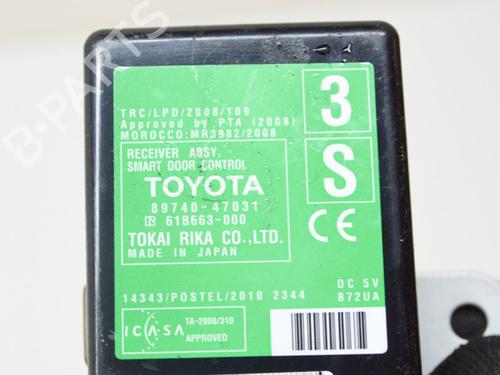 TRC/LPD/2008/109
Approved by PTA (2008)
MOROCCO:MR3982/2008
3
RECEIVER ASSY,
SMART DOOR CONTROL
TOYOTA
89740-47031
61B663-000
TOKAI RIKA CO.,LTD.
MADE IN JAPAN
S
CE
14343/POSTEL/2010 2344
DC 5V
B72UA
ICASA
TA-2008/310
APPROVED
B-PARTS